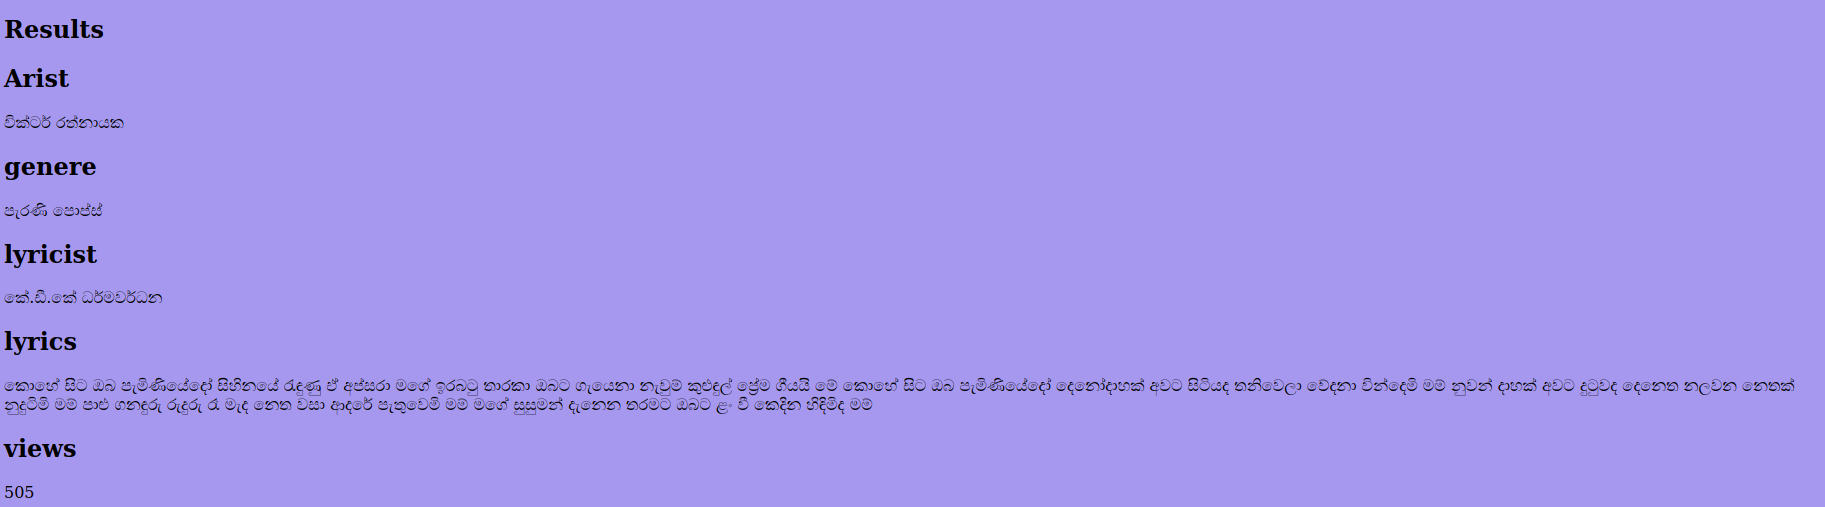 Results
Arist
වික්ටර් රත්නායක
genere
පැරණි පොප්ස්
lyricist
කේ.ඩී.කේ ධර්මවර්ධන
lyrics
කොහේ සිට ඔබ පැමිණියේදෝ සිහිනයේ රැඳුණු ඒ අප්සරා මගේ ඉරබටු තාරකා ඔබට ගැයෙනා නැවුම් කුළුඳුල් ප්‍රේම ගීයයි මේ කොහේ සිට ඔබ පැමිණියේදෝ දෙනෝදාහක් අවට සිටියද තනිවෙලා වේදනා වින්දෙමි මම් නුවන් දාහක් අවට දුටුවද දෙනෙත නලවන නෙතක්
නුදුටිමි මම් පාළු ගනඳුරු රුදුරු රෑ මැද නෙත වසා ආදරේ පැතුවෙමි මම් මගේ සුසුමන් දැනෙන තරමට ඔබට ළං වී කෙදින හිඳිමිද මම්
views
505